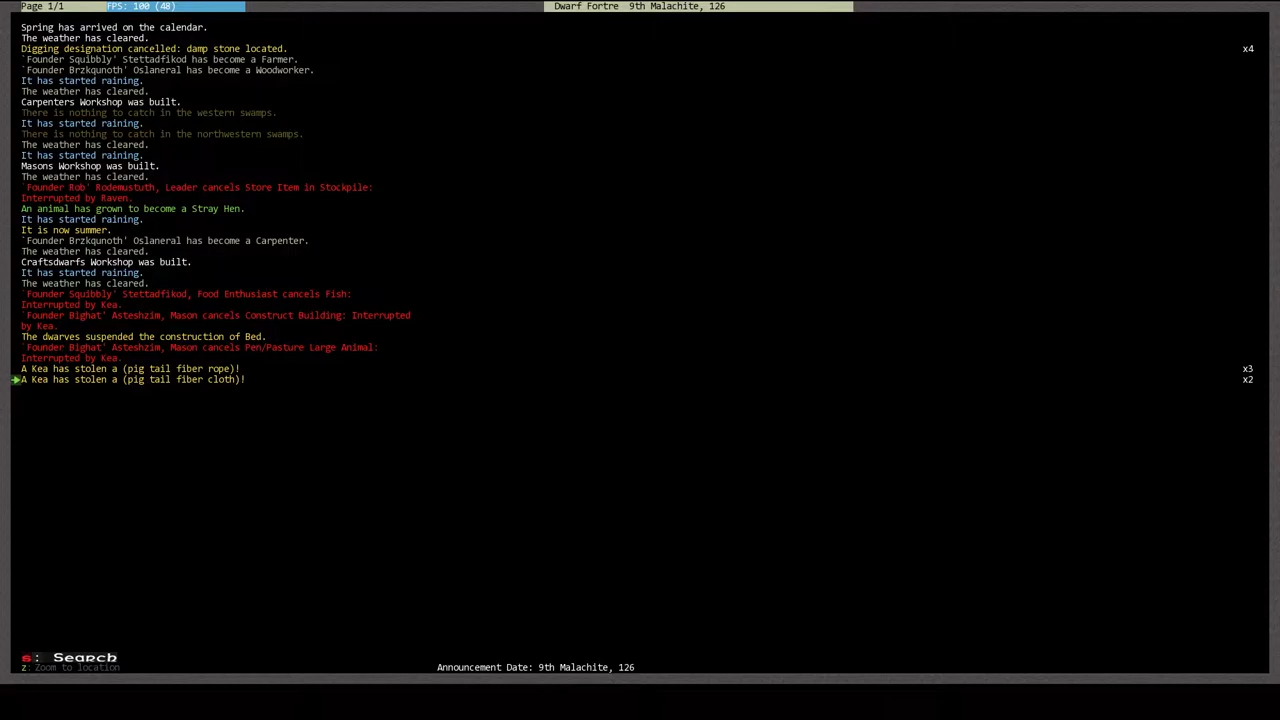 Page 1/1 FPS: 100 (48) Dwarf Fortre 9th Malachite, 126
Spring has arrived on the calendar.
The weather has cleared.
Digging designation cancelled: damp stone located. x4
`Founder Squibbly' Stettadfikod has become a Farmer.
`Founder Brzkqunoth' Oslaneral has become a Woodworker.
It has started raining.
The weather has cleared.
Carpenters Workshop was built.
There is nothing to catch in the western swamps.
It has started raining.
There is nothing to catch in the northwestern swamps.
The weather has cleared.
It has started raining.
Masons Workshop was built.
The weather has cleared.
`Founder Rob' Rodemustuth, Leader cancels Store Item in Stockpile:
Interrupted by Raven.
An animal has grown to become a Stray Hen.
It has started raining.
It is now summer.
`Founder Brzkqunoth' Oslaneral has become a Carpenter.
The weather has cleared.
Craftsdwarfs Workshop was built.
It has started raining.
The weather has cleared.
`Founder Squibbly' Stettadfikod, Food Enthusiast cancels Fish:
Interrupted by Kea.
`Founder Bighat' Asteshzim, Mason cancels Construct Building: Interrupted
by Kea.
The dwarves suspended the construction of Bed.
`Founder Bighat' Asteshzim, Mason cancels Pen/Pasture Large Animal:
Interrupted by Kea.
A Kea has stolen a (pig tail fiber rope)! x3
A Kea has stolen a (pig tail fiber cloth)! x2
s: Search
z: Zoom to location Announcement Date: 9th Malachite, 126